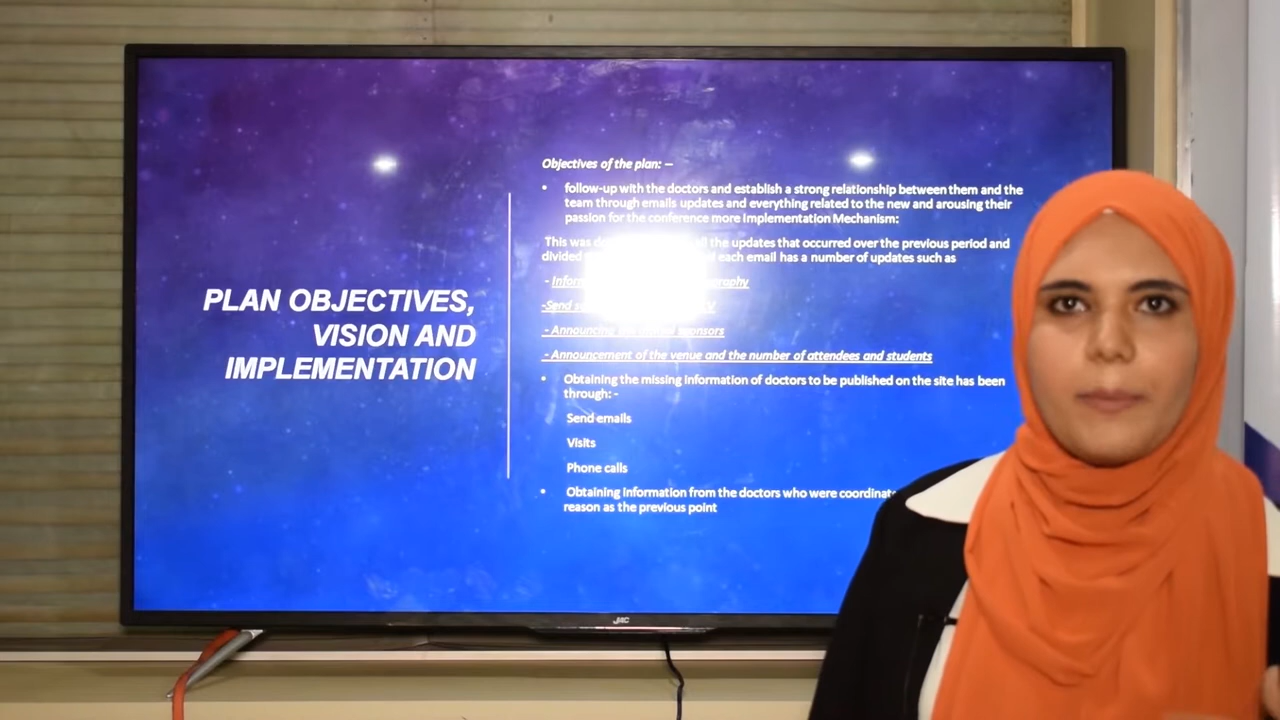 PLAN OBJECTIVES,
VISION AND
IMPLEMENTATION
Objectives of the plan: –
• follow-up with the doctors and establish a strong relationship between them and the
team through emails updates and everything related to the new and arousing their
passion for the conference more Implementation Mechanism:
This was the updates that occurred over the previous period and
divided each email has a number of updates such as
-
-Send
- Announcing sponsors
- Announcement of the venue and the number of attendees and students
• Obtaining the missing information of doctors to be published on the site has been
through: -
Send emails
Visits
Phone calls
• Obtaining information from the doctors who were
reason as the previous point
JAC